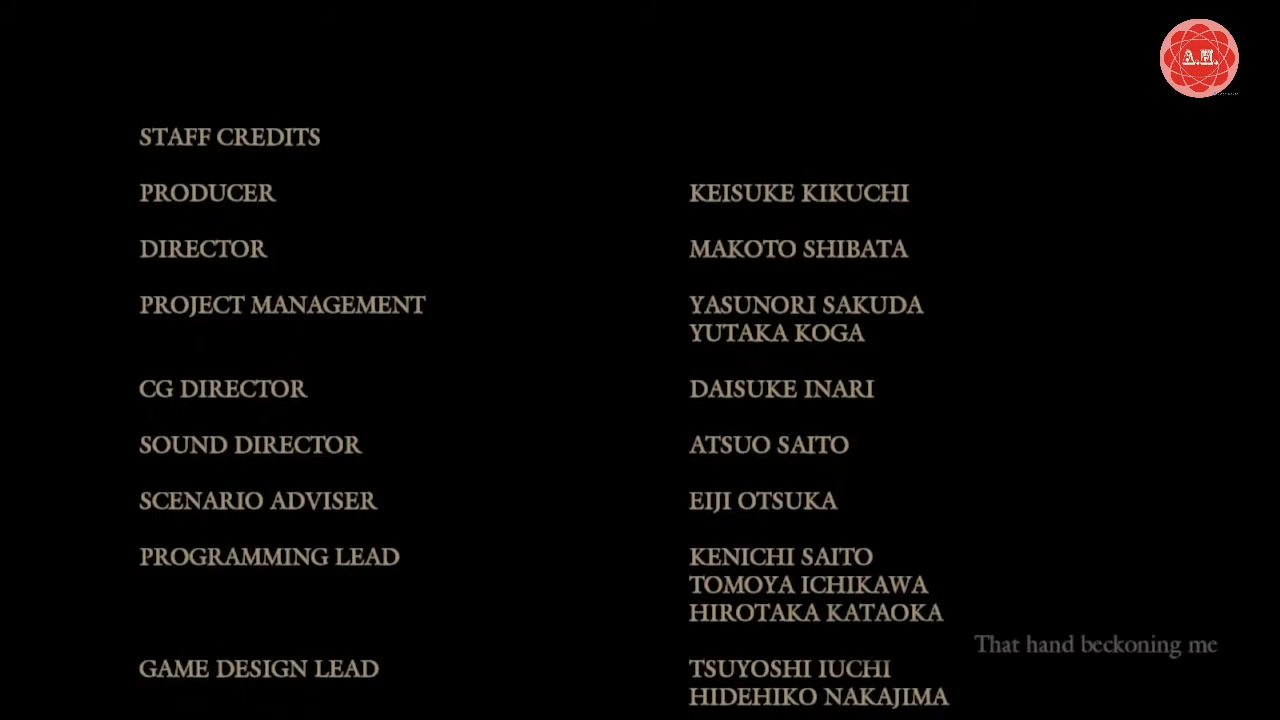 A.H.
STAFF CREDITS
PRODUCER KEISUKE KIKUCHI
DIRECTOR MAKOTO SHIBATA
PROJECT MANAGEMENT YASUNORI SAKUDA
YUTAKA KOGA
CG DIRECTOR DAISUKE INARI
SOUND DIRECTOR ATSUO SAITO
SCENARIO ADVISER EIJI OTSUKA
PROGRAMMING LEAD KENICHI SAITO
TOMOYA ICHIKAWA
HIROTAKA KATAOKA
That hand beckoning me
GAME DESIGN LEAD TSUYOSHI IUCHI
HIDEHIKO NAKAJIMA